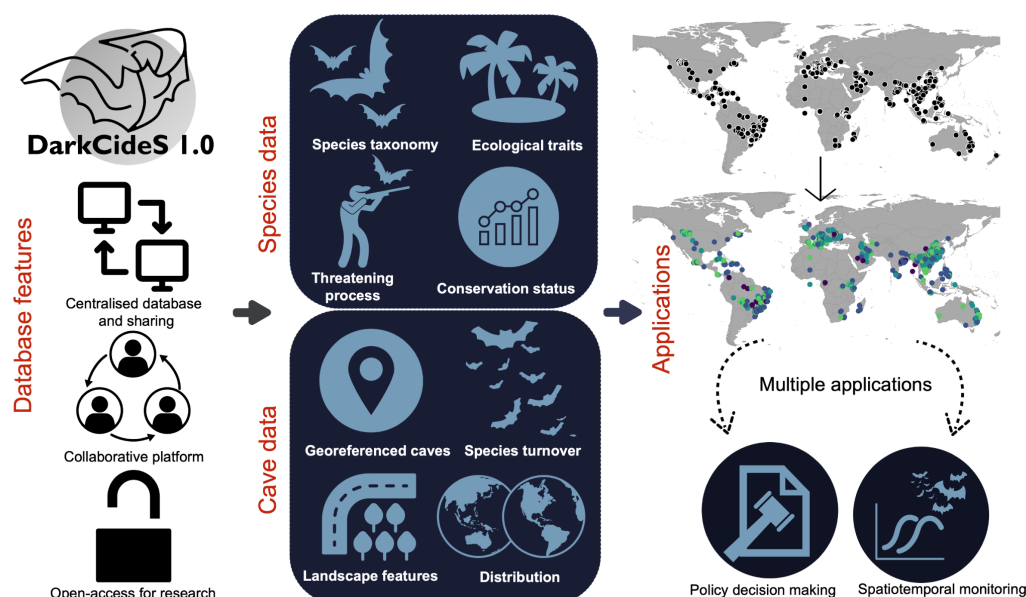 DarkCideS 1.0
Database features
Centralised database
and sharing
Collaborative platform
Open-access for research
Species data
Species taxonomy
Ecological traits
Threatening
process
Conservation status
Cave data
Georeferenced caves
Species turnover
Landscape features
Distribution
Applications
Multiple applications
Policy decision making
Spatiotemporal monitoring